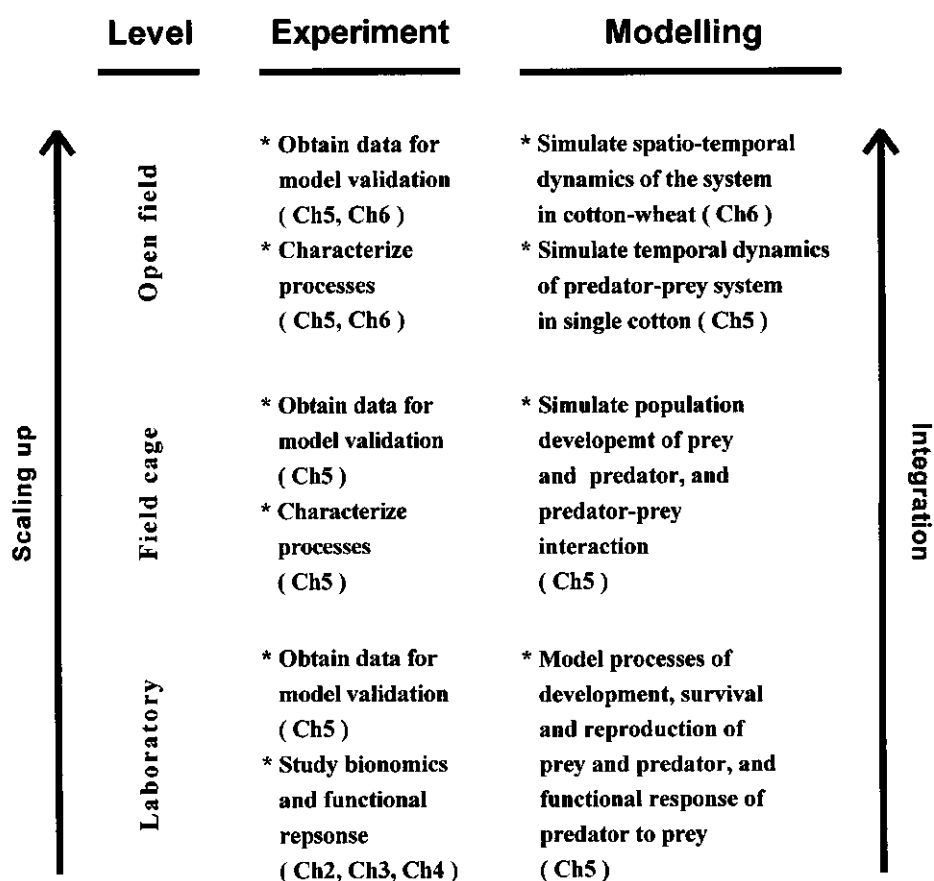 Level Experiment Modelling
Scaling up
Open field
* Obtain data for
model validation
( Ch5, Ch6 )
* Characterize
processes
( Ch5, Ch6 )
* Simulate spatio-temporal
dynamics of the system
in cotton-wheat ( Ch6 )
* Simulate temporal dynamics
of predator-prey system
in single cotton ( Ch5 )
Field cage
* Obtain data for
model validation
( Ch5 )
* Characterize
processes
( Ch5 )
* Simulate population
developemt of prey
and predator, and
predator-prey
interaction
( Ch5 )
Laboratory
* Obtain data for
model validation
( Ch5 )
* Study bionomics
and functional
repsonse
( Ch2, Ch3, Ch4 )
* Model processes of
development, survival
and reproduction of
prey and predator, and
functional response of
predator to prey
( Ch5 )
Integration